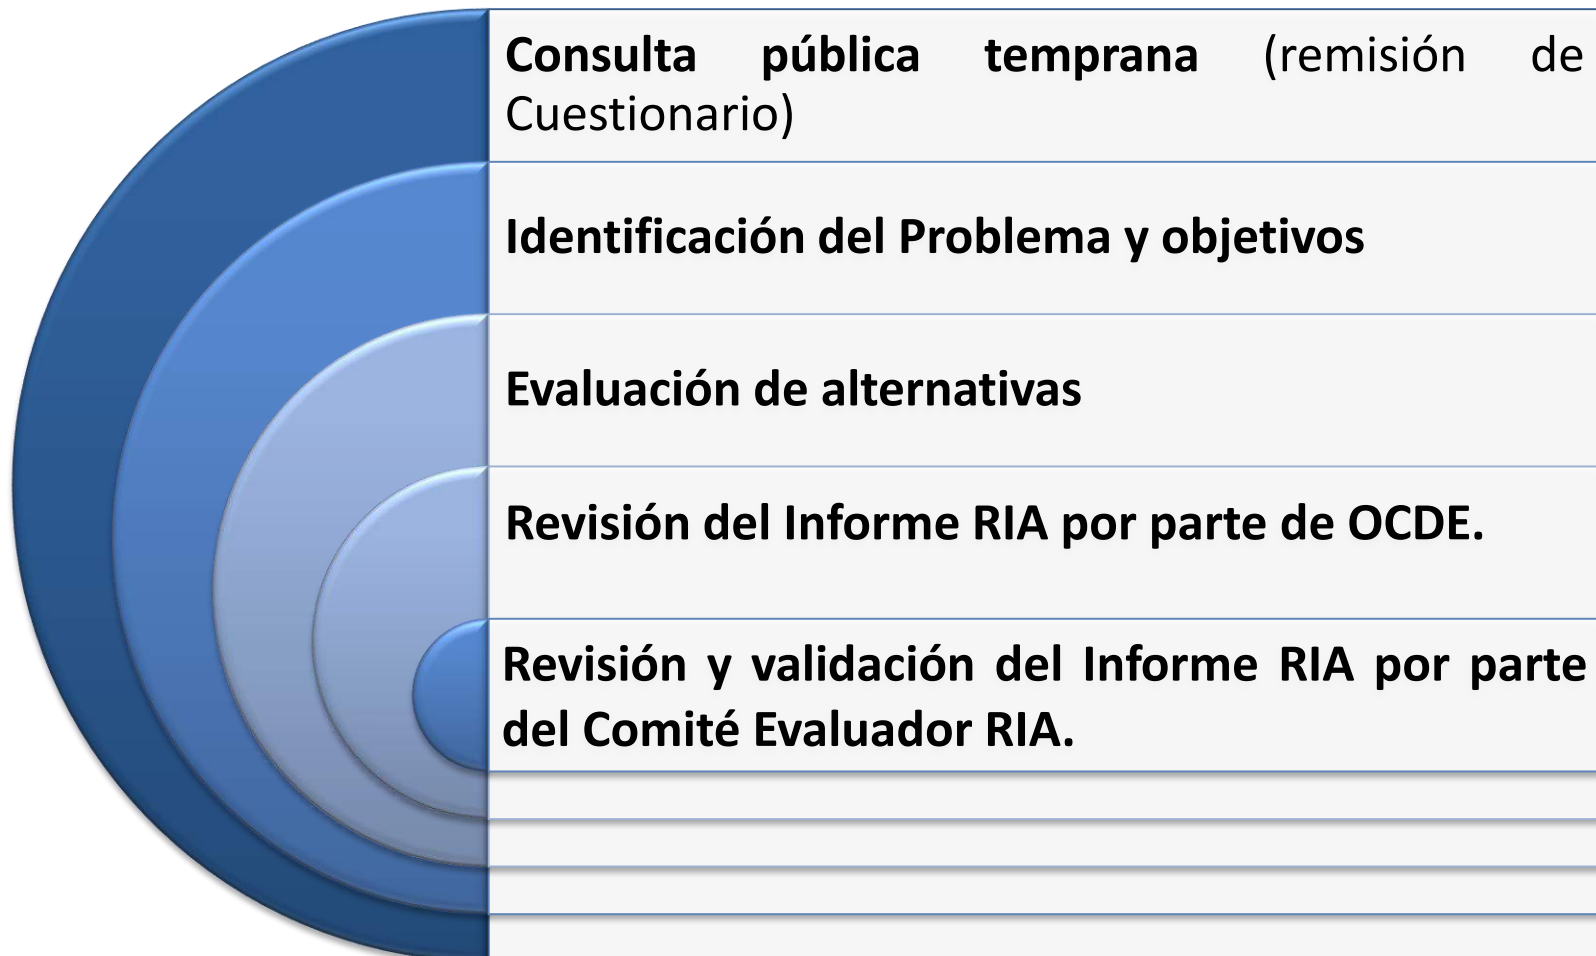 Consulta pública temprana (remisión de
Cuestionario)
Identificación del Problema y objetivos
Evaluación de alternativas
Revisión del Informe RIA por parte de OCDE.
Revisión y validación del Informe RIA por parte
del Comité Evaluador RIA.